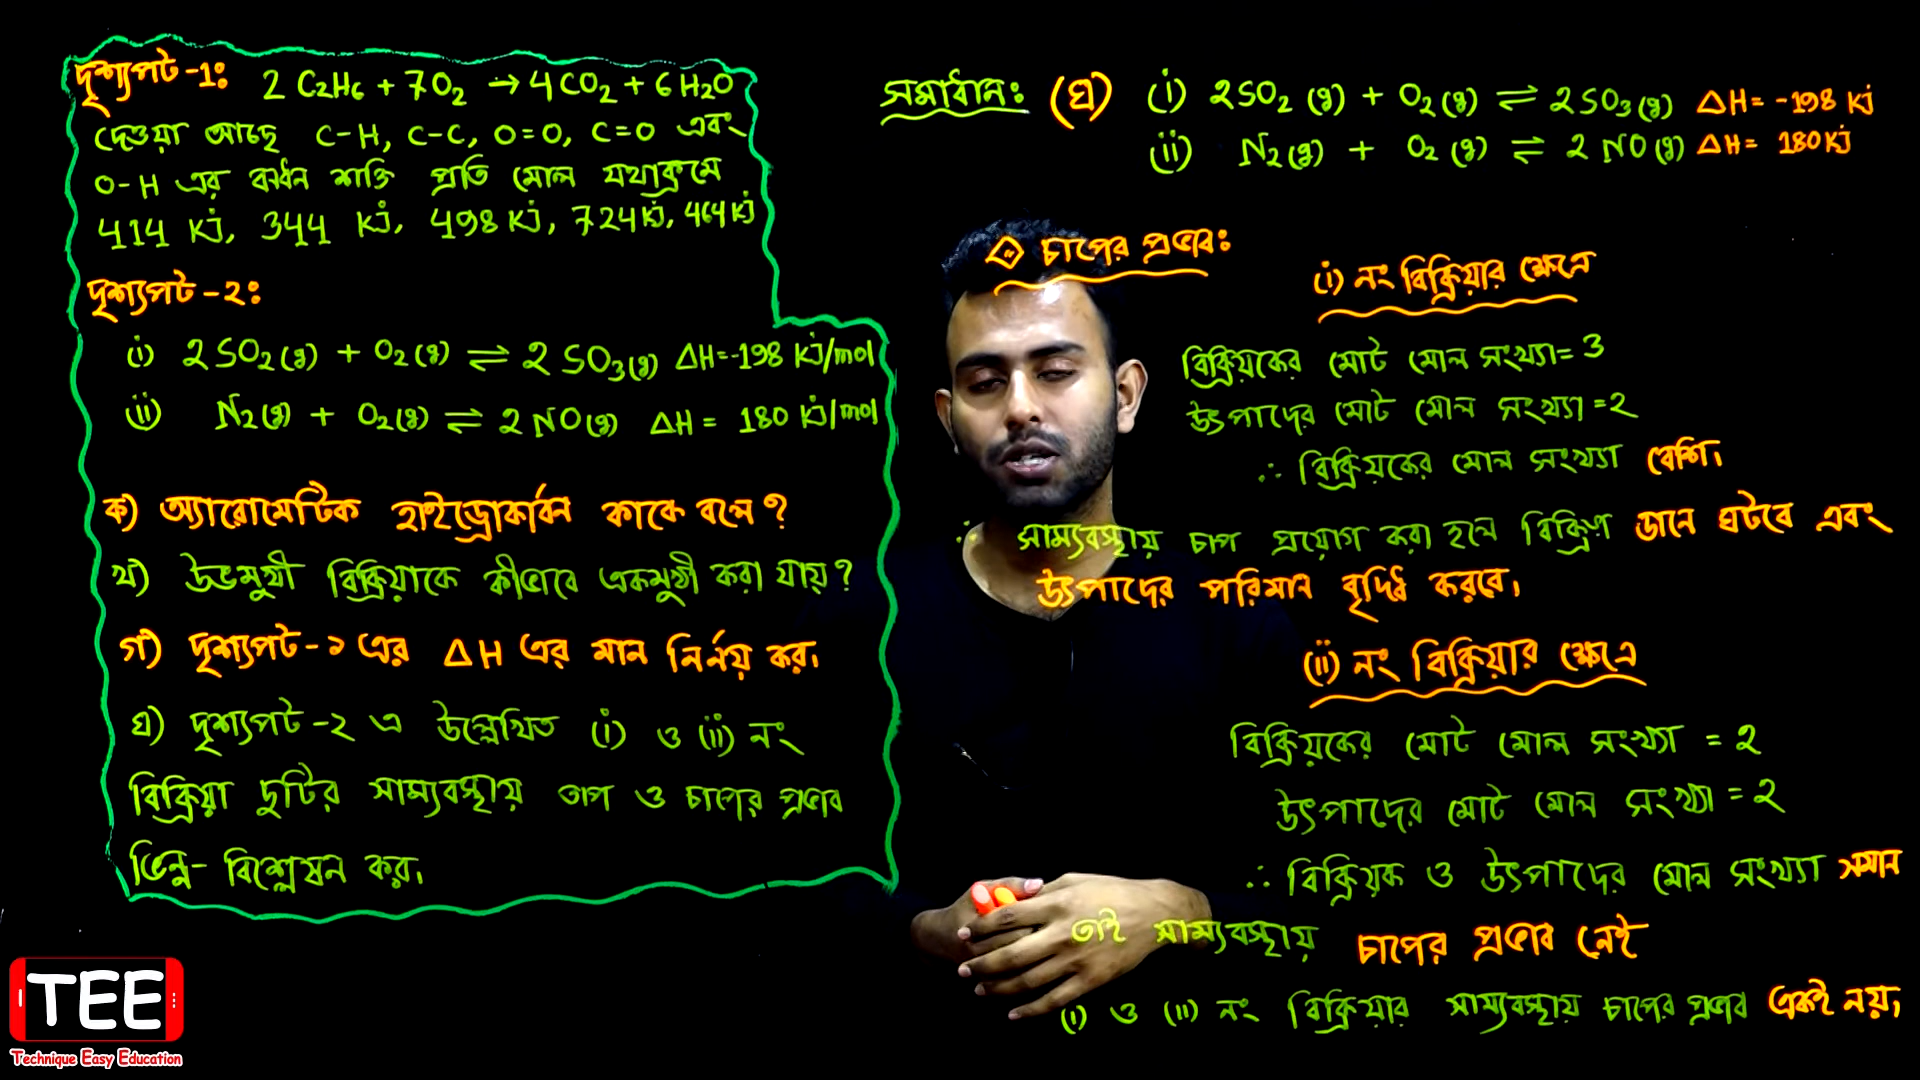 দৃশ্যপট-1: 2 C2H6 + 7O2 → 4CO2 + 6H2O
দেওয়া আছে C-H, C-C, O=O, C=O এবং
O-H এর বন্ধন শক্তি প্রতি মোল যথাক্রমে
414 KJ, 344 KJ, 498 KJ, 724 KJ, 464 KJ
দৃশ্যপট-২:
(i) 2SO2(g) + O2(g) ⇌ 2SO3(g) ΔH=-198 KJ/mol
(ii) N2(g) + O2(g) ⇌ 2NO(g) ΔH = 180 KJ/mol
ক) অ্যারোমেটিক হাইড্রোকার্বন কাকে বলে?
খ) উভমুখী বিক্রিয়াকে কীভাবে একমুখী করা যায়?
গ) দৃশ্যপট-১ এর ΔH এর মান নির্নয় কর।
ঘ) দৃশ্যপট-২ এ উল্লেখিত (i) ও (ii) নং
বিক্রিয়া দুটির সাম্যবস্থায় তাপ ও চাপের প্রভাব
ভিন্ন- বিশ্লেষন কর।
TEE
Technique Easy Education
সমাধান: (ঘ) (i) 2SO2(g) + O2(g) ⇌ 2SO3(g) ΔH= -198 KJ
(ii) N2(g) + O2(g) ⇌ 2NO(g) ΔH= 180 KJ
চাপের প্রভাব:
(i) নং বিক্রিয়ার ক্ষেত্রে
বিক্রিয়কের মোট মোল সংখ্যা= 3
উৎপাদের মোট মোল সংখ্যা=2
∴ বিক্রিয়কের মোল সংখ্যা বেশি।
∴ সাম্যবস্থায় চাপ প্রয়োগ করা হলে বিক্রিয়া ডানে ঘটবে এবং
উৎপাদের পরিমান বৃদ্ধি করবে।
(ii) নং বিক্রিয়ার ক্ষেত্রে
বিক্রিয়কের মোট মোল সংখ্যা = 2
উৎপাদের মোট মোল সংখ্যা = 2
∴ বিক্রিয়ক ও উৎপাদের মোল সংখ্যা সমান
তাই সাম্যবস্থায় চাপের প্রভাব নেই
(i) ও (ii) নং বিক্রিয়ার সাম্যবস্থায় চাপের প্রভাব একই নয়।